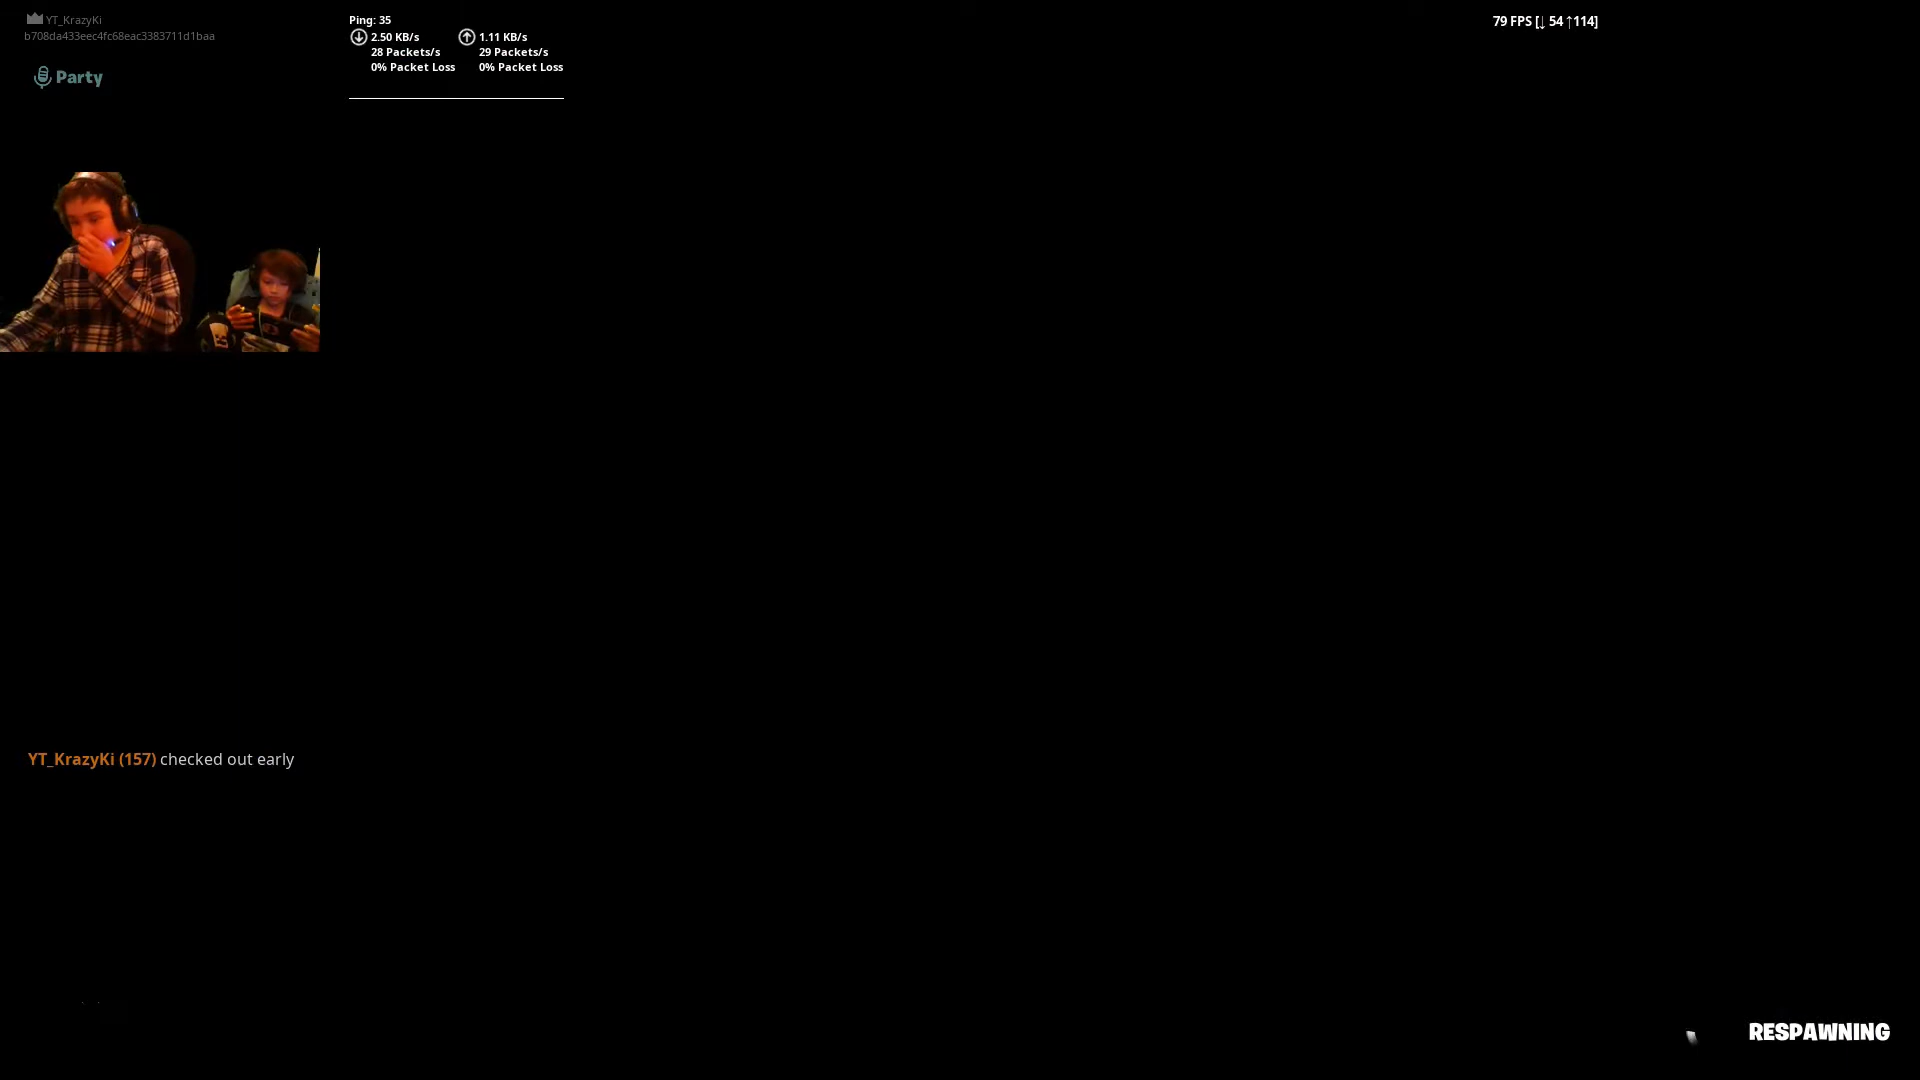 YT_KrazyKi
b708da433eec4fc68eac3383711d1baa
Party
Ping: 35
2.50 KB/s 1.11 KB/s
28 Packets/s 29 Packets/s
0% Packet Loss 0% Packet Loss
79 FPS [↓ 54 ↑114]
YT_KrazyKi (157) checked out early
RESPAWNING